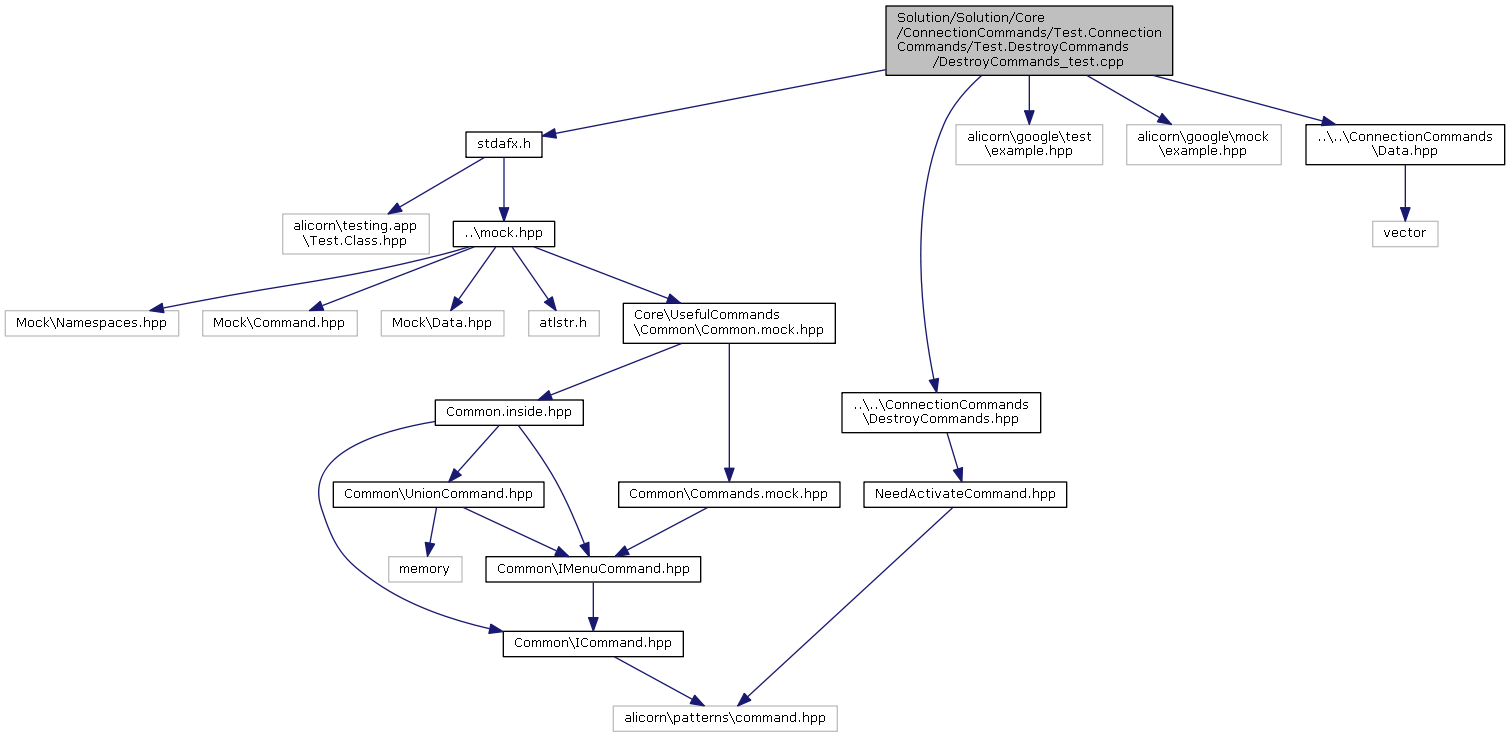 Solution/Solution/Core
/ConnectionCommands/Test.Connection
Commands/Test.DestroyCommands
/DestroyCommands_test.cpp
stdafx.h
alicorn\google\test
\example.hpp
alicorn\google\mock
\example.hpp
..\..\ConnectionCommands
\Data.hpp
alicorn\testing.app
\Test.Class.hpp
..\mock.hpp
vector
Mock\Namespaces.hpp
Mock\Command.hpp
Mock\Data.hpp
atlstr.h
Core\UsefulCommands
\Common\Common.mock.hpp
Common.inside.hpp
..\..\ConnectionCommands
\DestroyCommands.hpp
Common\UnionCommand.hpp
Common\Commands.mock.hpp
NeedActivateCommand.hpp
memory
Common\IMenuCommand.hpp
Common\ICommand.hpp
alicorn\patterns\command.hpp